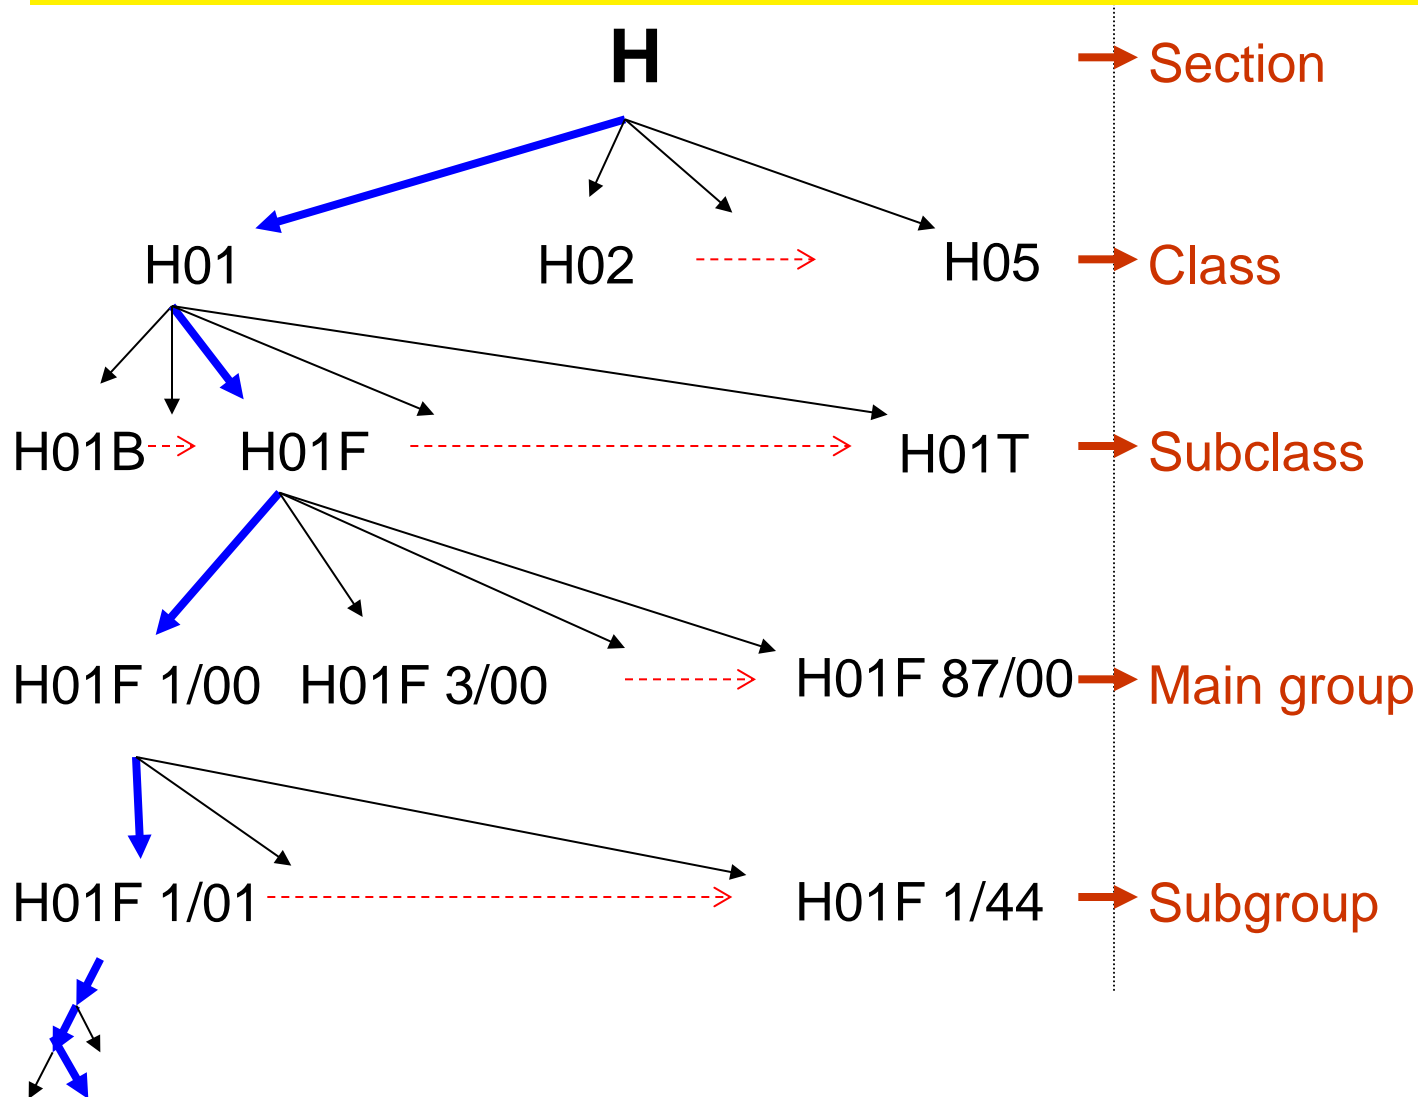 H
Section
H01 H02 H05
Class
H01B H01F H01T
Subclass
H01F 1/00 H01F 3/00 H01F 87/00
Main group
H01F 1/01 H01F 1/44
Subgroup